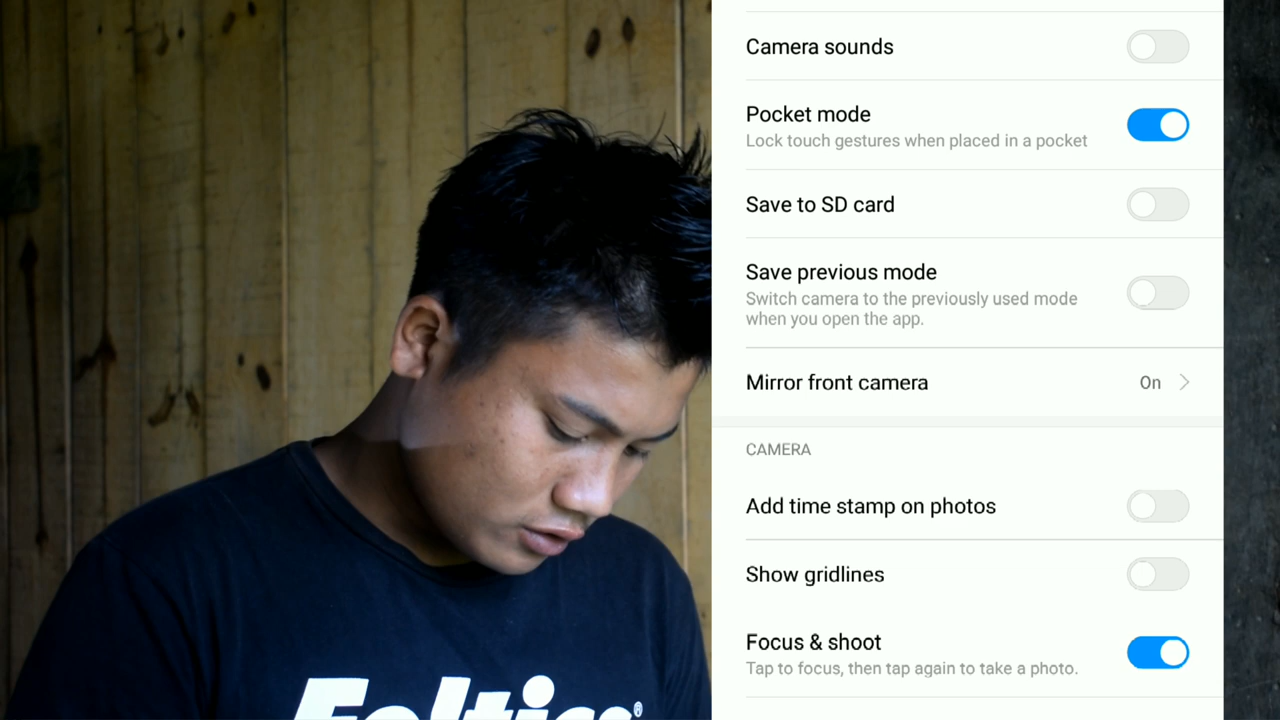 Camera sounds
Pocket mode
Lock touch gestures when placed in a pocket
Save to SD card
Save previous mode
Switch camera to the previously used mode
when you open the app.
Mirror front camera
On
CAMERA
Add time stamp on photos
Show gridlines
Focus & shoot
Tap to focus, then tap again to take a photo.